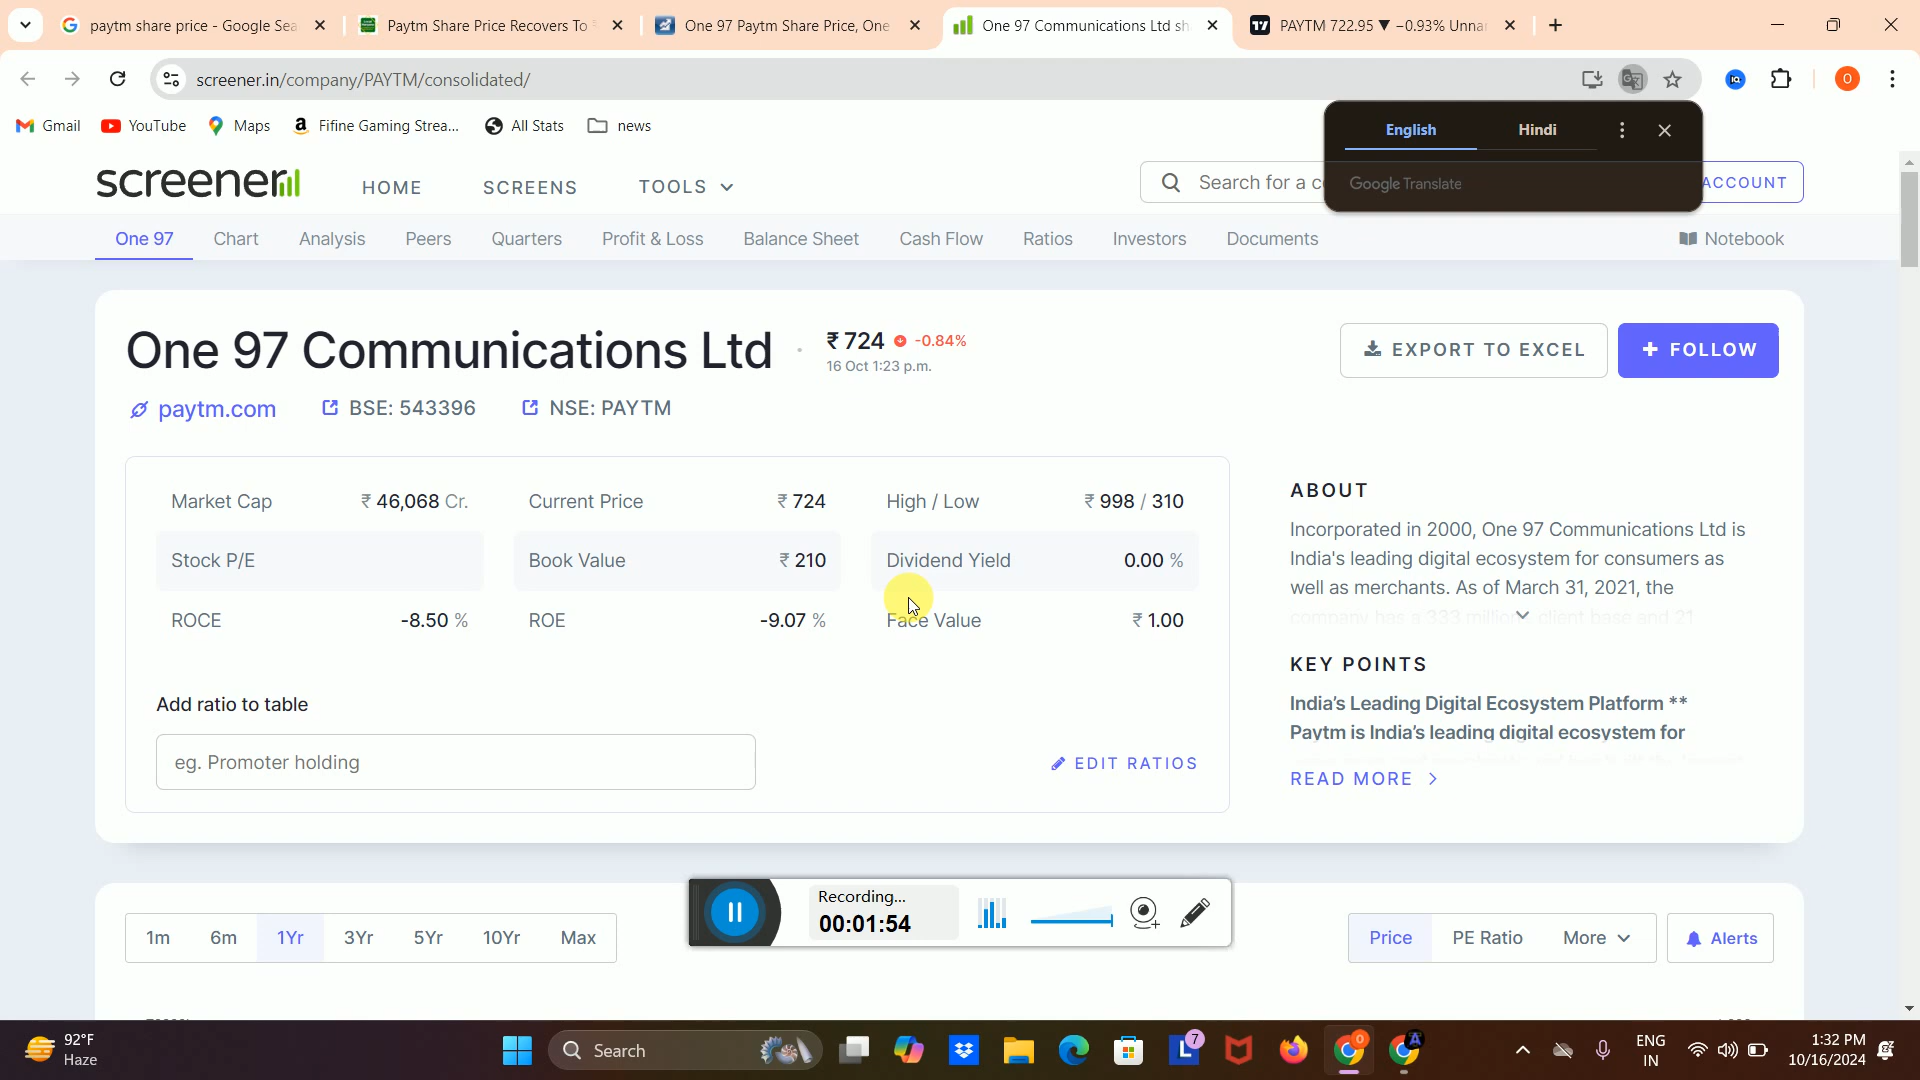 paytm share price - Google Sea
Paytm Share Price Recovers To
One 97 Paytm Share Price, One
One 97 Communications Ltd sh
PAYTM 722.95 ▼ −0.93% Unna
screener.in/company/PAYTM/consolidated/
Gmail
YouTube
Maps
Fifine Gaming Strea...
All Stats
news
English
Hindi
Google Translate
screener
HOME
SCREENS
TOOLS
Search for a c
ACCOUNT
One 97
Chart
Analysis
Peers
Quarters
Profit & Loss
Balance Sheet
Cash Flow
Ratios
Investors
Documents
Notebook
One 97 Communications Ltd
₹ 724 -0.84%
16 Oct 1:23 p.m.
EXPORT TO EXCEL
+ FOLLOW
paytm.com
BSE: 543396
NSE: PAYTM
Market Cap ₹ 46,068 Cr.
Current Price ₹ 724
High / Low ₹ 998 / 310
Stock P/E
Book Value ₹ 210
Dividend Yield 0.00 %
ROCE -8.50 %
ROE -9.07 %
Face Value ₹ 1.00
Add ratio to table
eg. Promoter holding
EDIT RATIOS
ABOUT
Incorporated in 2000, One 97 Communications Ltd is
India's leading digital ecosystem for consumers as
well as merchants. As of March 31, 2021, the
company has a 333 million client base and 21
KEY POINTS
India's Leading Digital Ecosystem Platform **
Paytm is India's leading digital ecosystem for
READ MORE
1m
6m
1Yr
3Yr
5Yr
10Yr
Max
Recording...
00:01:54
Price
PE Ratio
More
Alerts
92°F
Haze
Search
7
ENG
IN
1:32 PM
10/16/2024